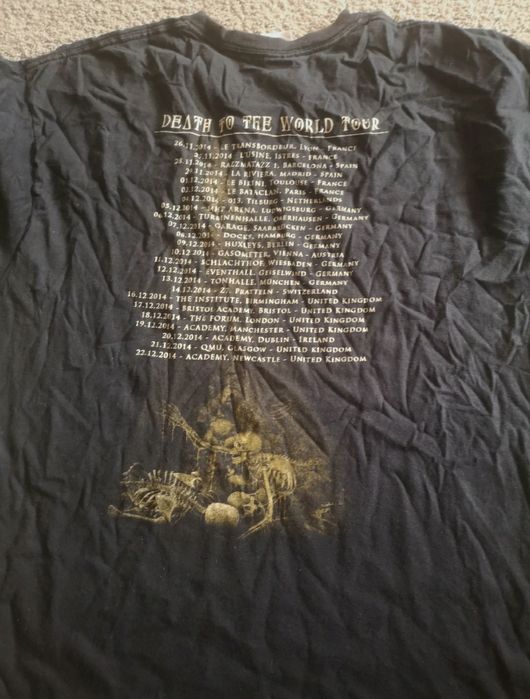 DEATH TO THE WORLD TOUR
26.11.2014 - LE TRANSBORDEUR, LYON - FRANCE
27.11.2014 - L'USINE, ISTRES - FRANCE
28.11.2014 - RAZZMATAZZ 1, BARCELONA - SPAIN
29.11.2014 - LA RIVIERA, MADRID - SPAIN
01.12.2014 - LE BIKINI, TOULOUSE - FRANCE
02.12.2014 - LE BATACLAN, PARIS - FRANCE
04.12.2014 - 013, TILBURG - NETHERLANDS
05.12.2014 - MHP ARENA, LUDWIGSBURG - GERMANY
06.12.2014 - TURBINENHALLE, OBERHAUSEN - GERMANY
07.12.2014 - GARAGE, SAARBRÜCKEN - GERMANY
08.12.2014 - DOCKS, HAMBURG - GERMANY
09.12.2014 - HUXLEYS, BERLIN - GERMANY
10.12.2014 - GASOMETER, VIENNA - AUSTRIA
11.12.2014 - SCHLACHTHOF, WIESBADEN - GERMANY
12.12.2014 - EVENTHALL, GEISELWIND - GERMANY
13.12.2014 - TONHALLE, MÜNCHEN - GERMANY
14.12.2014 - Z7, PRATTELN - SWITZERLAND
16.12.2014 - THE INSTITUTE, BIRMINGHAM - UNITED KINGDOM
17.12.2014 - BRISTOL ACADEMY, BRISTOL - UNITED KINGDOM
18.12.2014 - THE FORUM, LONDON - UNITED KINGDOM
19.12.2014 - ACADEMY, MANCHESTER - UNITED KINGDOM
20.12.2014 - ACADEMY, DUBLIN - IRELAND
21.12.2014 - QMU, GLASGOW - UNITED KINGDOM
22.12.2014 - ACADEMY, NEWCASTLE - UNITED KINGDOM